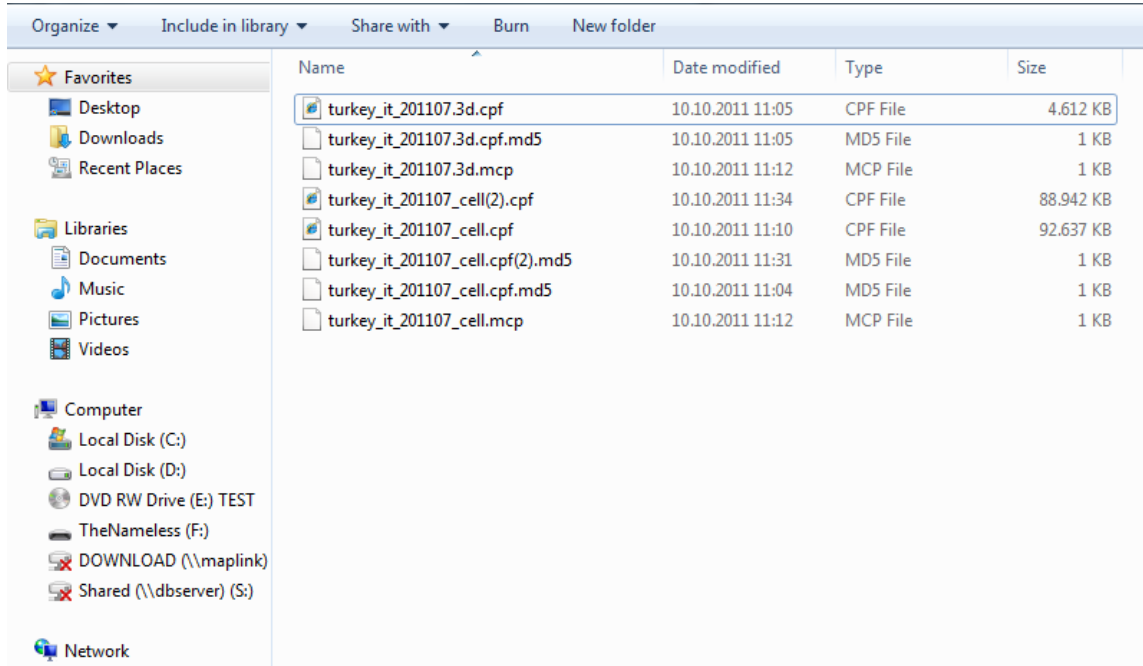 Organize Include in library Share with Burn New folder
Favorites
Desktop
Downloads
Recent Places
Libraries
Documents
Music
Pictures
Videos
Computer
Local Disk (C:)
Local Disk (D:)
DVD RW Drive (E:) TEST
TheNameless (F:)
DOWNLOAD (\\maplink)
Shared (\\dbserver) (S:)
Network
Name Date modified Type Size
turkey_it_201107.3d.cpf 10.10.2011 11:05 CPF File 4.612 KB
turkey_it_201107.3d.cpf.md5 10.10.2011 11:05 MD5 File 1 KB
turkey_it_201107.3d.mcp 10.10.2011 11:12 MCP File 1 KB
turkey_it_201107_cell(2).cpf 10.10.2011 11:34 CPF File 88.942 KB
turkey_it_201107_cell.cpf 10.10.2011 11:10 CPF File 92.637 KB
turkey_it_201107_cell.cpf(2).md5 10.10.2011 11:31 MD5 File 1 KB
turkey_it_201107_cell.cpf.md5 10.10.2011 11:04 MD5 File 1 KB
turkey_it_201107_cell.mcp 10.10.2011 11:12 MCP File 1 KB